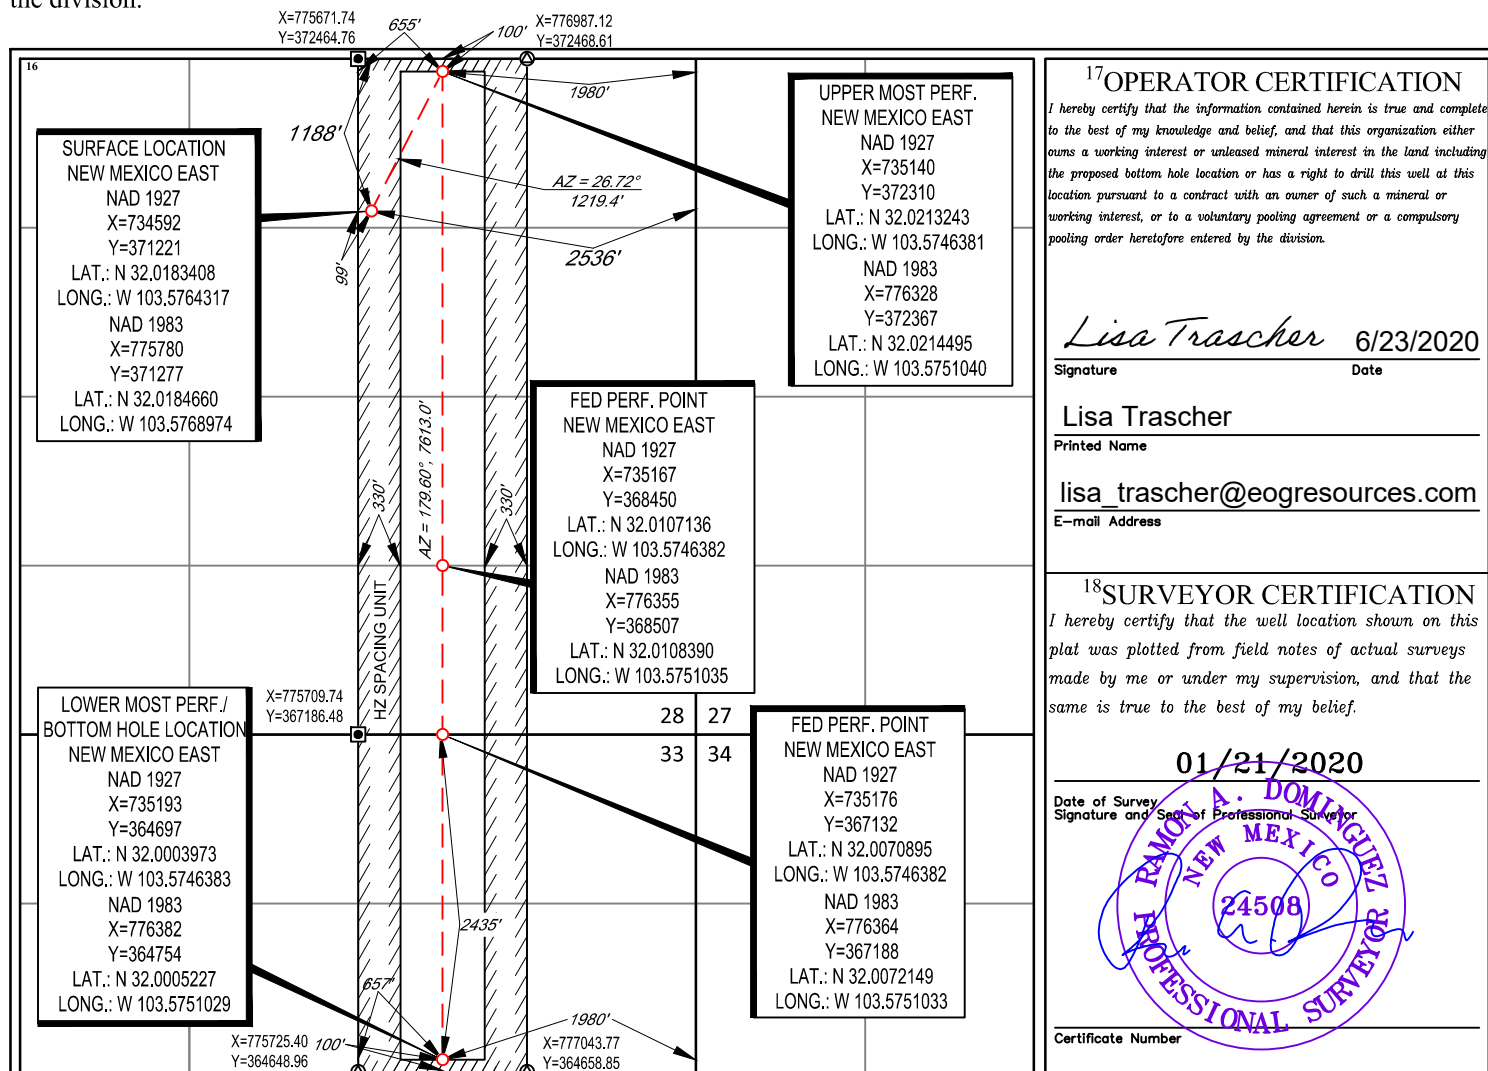 the division.
X=775671.74
Y=372464.76
655'
100'
X=776987.12
Y=372468.61
16
1980'
1188'
SURFACE LOCATION
NEW MEXICO EAST
NAD 1927
X=734592
Y=371221
LAT.: N 32.0183408
LONG.: W 103.5764317
NAD 1983
X=775780
Y=371277
LAT.: N 32.0184660
LONG.: W 103.5768974
AZ = 26.72°
1219.4'
99'
2536'
UPPER MOST PERF.
NEW MEXICO EAST
NAD 1927
X=735140
Y=372310
LAT.: N 32.0213243
LONG.: W 103.5746381
NAD 1983
X=776328
Y=372367
LAT.: N 32.0214495
LONG.: W 103.5751040
AZ = 179.60°, 7613.0'
330'
330'
HZ SPACING UNIT
FED PERF. POINT
NEW MEXICO EAST
NAD 1927
X=735167
Y=368450
LAT.: N 32.0107136
LONG.: W 103.5746382
NAD 1983
X=776355
Y=368507
LAT.: N 32.0108390
LONG.: W 103.5751035
X=775709.74
Y=367186.48
28 27
33 34
LOWER MOST PERF./
BOTTOM HOLE LOCATION
NEW MEXICO EAST
NAD 1927
X=735193
Y=364697
LAT.: N 32.0003973
LONG.: W 103.5746383
NAD 1983
X=776382
Y=364754
LAT.: N 32.0005227
LONG.: W 103.5751029
FED PERF. POINT
NEW MEXICO EAST
NAD 1927
X=735176
Y=367132
LAT.: N 32.0070895
LONG.: W 103.5746382
NAD 1983
X=776364
Y=367188
LAT.: N 32.0072149
LONG.: W 103.5751033
2435'
657'
1980'
X=775725.40
Y=364648.96
100'
X=777043.77
Y=364658.85
17 OPERATOR CERTIFICATION
I hereby certify that the information contained herein is true and complete
to the best of my knowledge and belief, and that this organization either
owns a working interest or unleased mineral interest in the land including
the proposed bottom hole location or has a right to drill this well at this
location pursuant to a contract with an owner of such a mineral or
working interest, or to a voluntary pooling agreement or a compulsory
pooling order heretofore entered by the division.
Lisa Trascher 6/23/2020
Signature Date
Lisa Trascher
Printed Name
lisa_trascher@eogresources.com
E-mail Address
18 SURVEYOR CERTIFICATION
I hereby certify that the well location shown on this
plat was plotted from field notes of actual surveys
made by me or under my supervision, and that the
same is true to the best of my belief.
01/21/2020
Date of Survey
Signature and Seal of Professional Surveyor
RAMON A. DOMINGUEZ
NEW MEXICO
24508
PROFESSIONAL SURVEYOR
Certificate Number